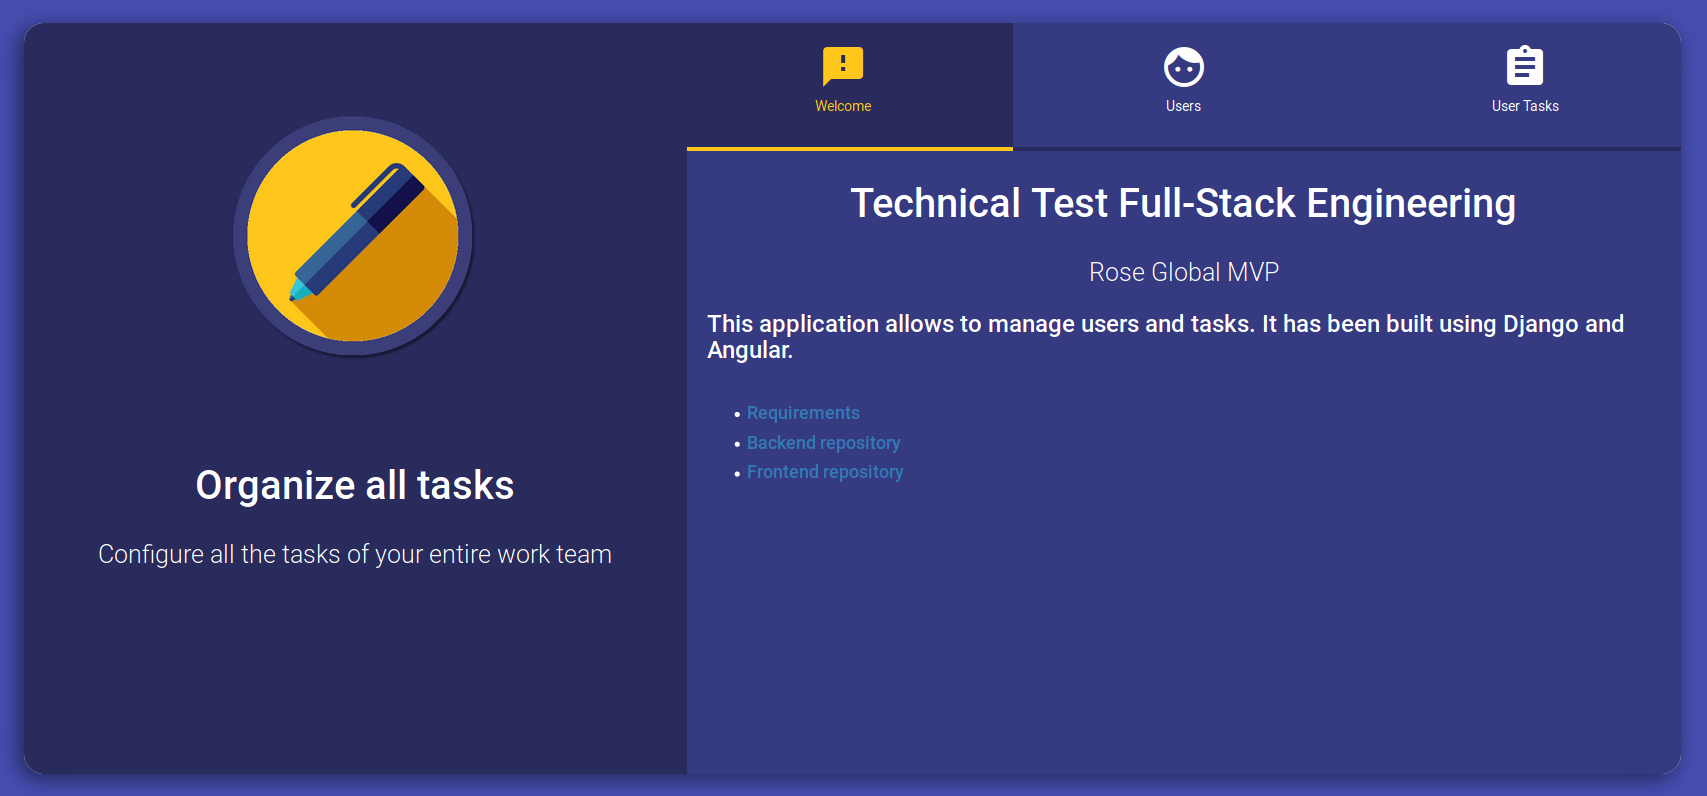 Organize all tasks
Configure all the tasks of your entire work team
Welcome
Users
User Tasks
Technical Test Full-Stack Engineering
Rose Global MVP
This application allows to manage users and tasks. It has been built using Django and
Angular.
• Requirements
• Backend repository
• Frontend repository